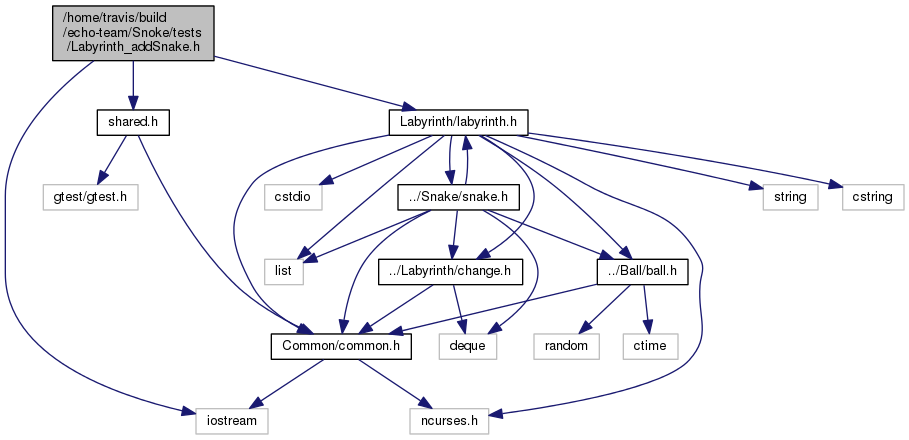 /home/travis/build
/echo-team/Snoke/tests
/Labyrinth_addSnake.h
shared.h
Labyrinth/labyrinth.h
gtest/gtest.h
cstdio
../Snake/snake.h
string
cstring
list
../Labyrinth/change.h
../Ball/ball.h
Common/common.h
deque
random
ctime
iostream
ncurses.h